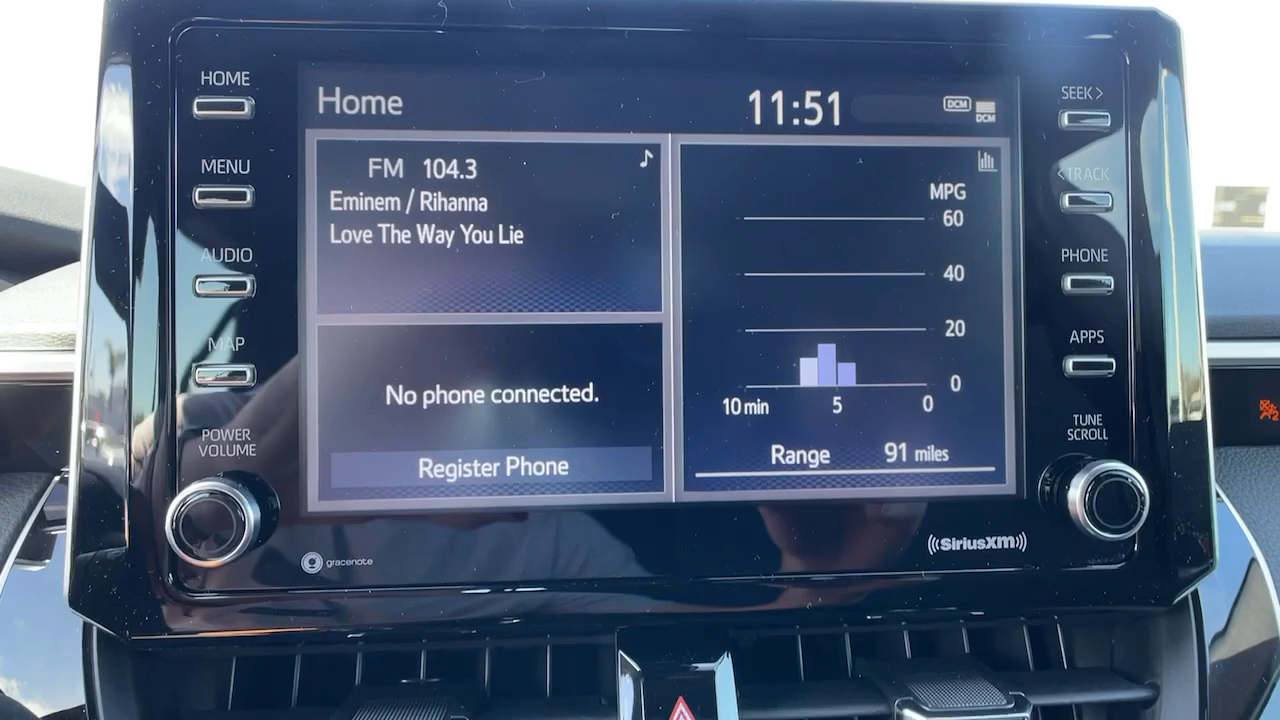 HOME
MENU
AUDIO
MAP
POWER
VOLUME
Home
11:51
DCM
DCM
FM 104.3
Eminem / Rihanna
Love The Way You Lie
No phone connected.
Register Phone
MPG
60
40
20
0
10 min 5 0
Range 91 miles
SEEK >
< TRACK
PHONE
APPS
TUNE
SCROLL
gracenote
((SiriusXM))